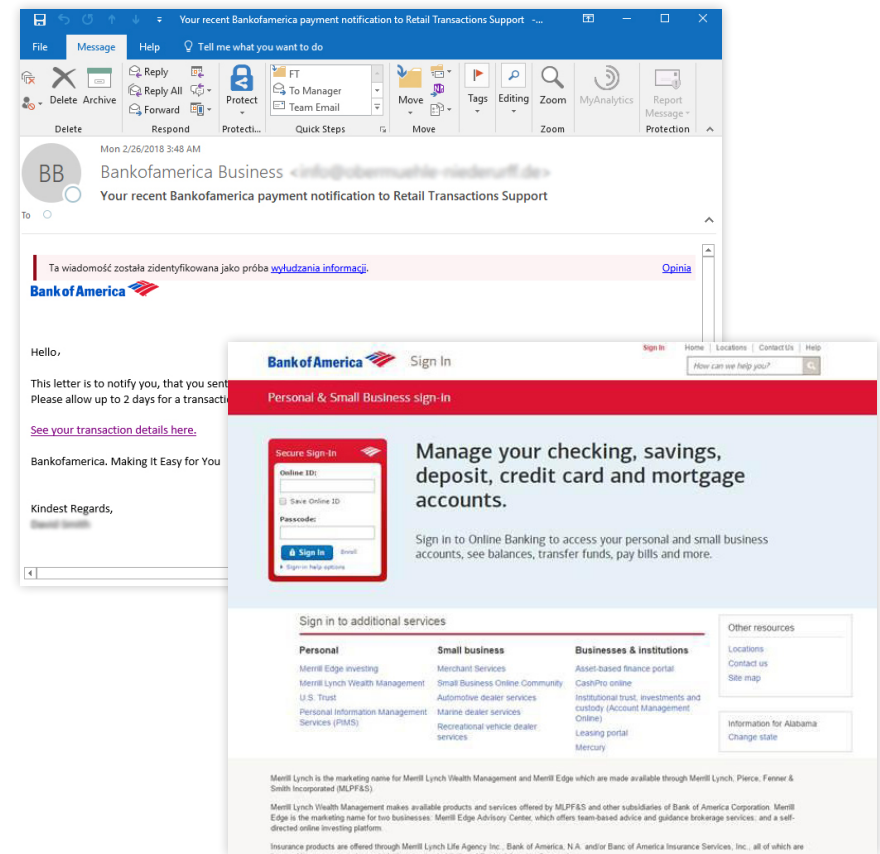 Your recent Bankofamerica payment notification to Retail Transactions Support -...
File Message Help Tell me what you want to do
Delete Archive
Reply
Reply All
Forward
Protect
FT
To Manager
Team Email
Move Tags Editing Zoom MyAnalytics Report Message
Delete Respond Protecti... Quick Steps Move Zoom Protection
Mon 2/26/2018 3:48 AM
BB
Bankofamerica Business
Your recent Bankofamerica payment notification to Retail Transactions Support
To
Ta wiadomość została zidentyfikowana jako próba wyłudzania informacji. Opinia
Bank of America
Hello,
This letter is to notify you, that you sent
Please allow up to 2 days for a transacti
See your transaction details here.
Bankofamerica. Making It Easy for You
Kindest Regards,
Bank of America Sign In
Sign In Home Locations Contact Us Help
How can we help you?
Personal & Small Business sign-in
Secure Sign-In
Online ID:
Save Online ID
Passcode:
Sign In Enroll
Sign-in help options
Manage your checking, savings,
deposit, credit card and mortgage
accounts.
Sign in to Online Banking to access your personal and small business
accounts, see balances, transfer funds, pay bills and more.
Sign in to additional services
Personal
Merrill Edge investing
Merrill Lynch Wealth Management
U.S. Trust
Personal Information Management
Services (PIMS)
Small business
Merchant Services
Small Business Online Community
Automotive dealer services
Marine dealer services
Recreational vehicle dealer
services
Businesses & institutions
Asset-based finance portal
CashPro online
Institutional trust, investments and
custody (Account Management
Online)
Leasing portal
Mercury
Other resources
Locations
Contact us
Site map
Information for Alabama
Change state
Merrill Lynch is the marketing name for Merrill Lynch Wealth Management and Merrill Edge which are made available through Merrill Lynch, Pierce, Fenner &
Smith Incorporated (MLPF&S).
Merrill Lynch Wealth Management makes available products and services offered by MLPF&S and other subsidiaries of Bank of America Corporation. Merrill
Edge is the marketing name for two businesses: Merrill Edge Advisory Center, which offers team-based advice and guidance brokerage services; and a self-
directed online investing platform.
Insurance products are offered through Merrill Lynch Life Agency Inc., Bank of America, N.A. and/or Banc of America Insurance Services, Inc., all of which are